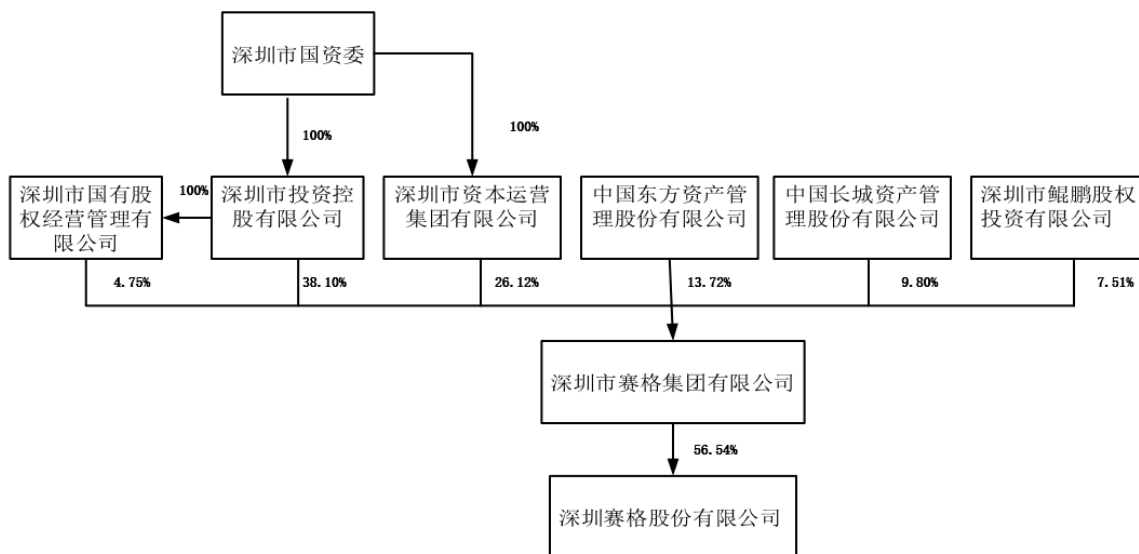 深圳市国资委
100%
100%
深圳市国有股
权经营管理有
限公司
100%
深圳市投资控
股有限公司
深圳市资本运营
集团有限公司
中国东方资产管
理股份有限公司
中国长城资产管
理股份有限公司
深圳市鲲鹏股权
投资有限公司
4.75%
38.10%
26.12%
13.72%
9.80%
7.51%
深圳市赛格集团有限公司
56.54%
深圳赛格股份有限公司